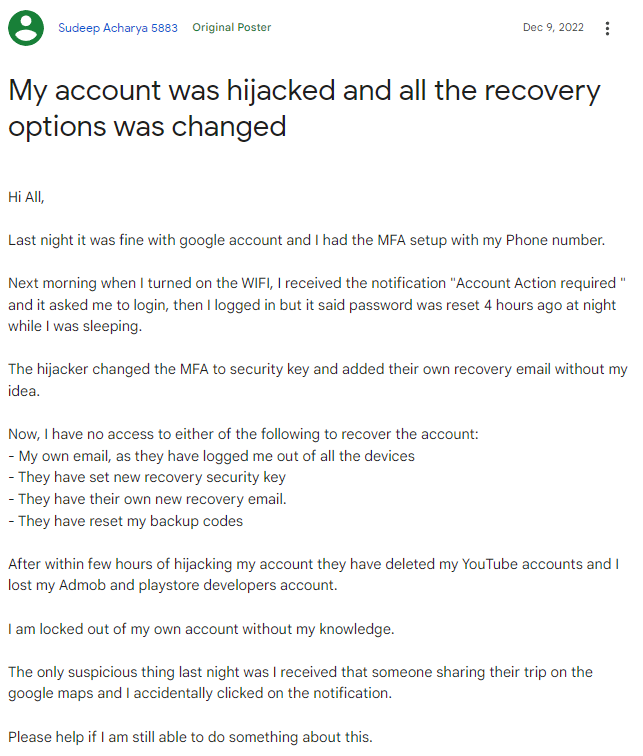 Sudeep Acharya 5883 Original Poster Dec 9, 2022
My account was hijacked and all the recovery
options was changed
Hi All,
Last night it was fine with google account and I had the MFA setup with my Phone number.
Next morning when I turned on the WIFI, I received the notification "Account Action required "
and it asked me to login, then I logged in but it said password was reset 4 hours ago at night
while I was sleeping.
The hijacker changed the MFA to security key and added their own recovery email without my
idea.
Now, I have no access to either of the following to recover the account:
- My own email, as they have logged me out of all the devices
- They have set new recovery security key
- They have their own new recovery email.
- They have reset my backup codes
After within few hours of hijacking my account they have deleted my YouTube accounts and I
lost my Admob and playstore developers account.
I am locked out of my own account without my knowledge.
The only suspicious thing last night was I received that someone sharing their trip on the
google maps and I accidentally clicked on the notification.
Please help if I am still able to do something about this.